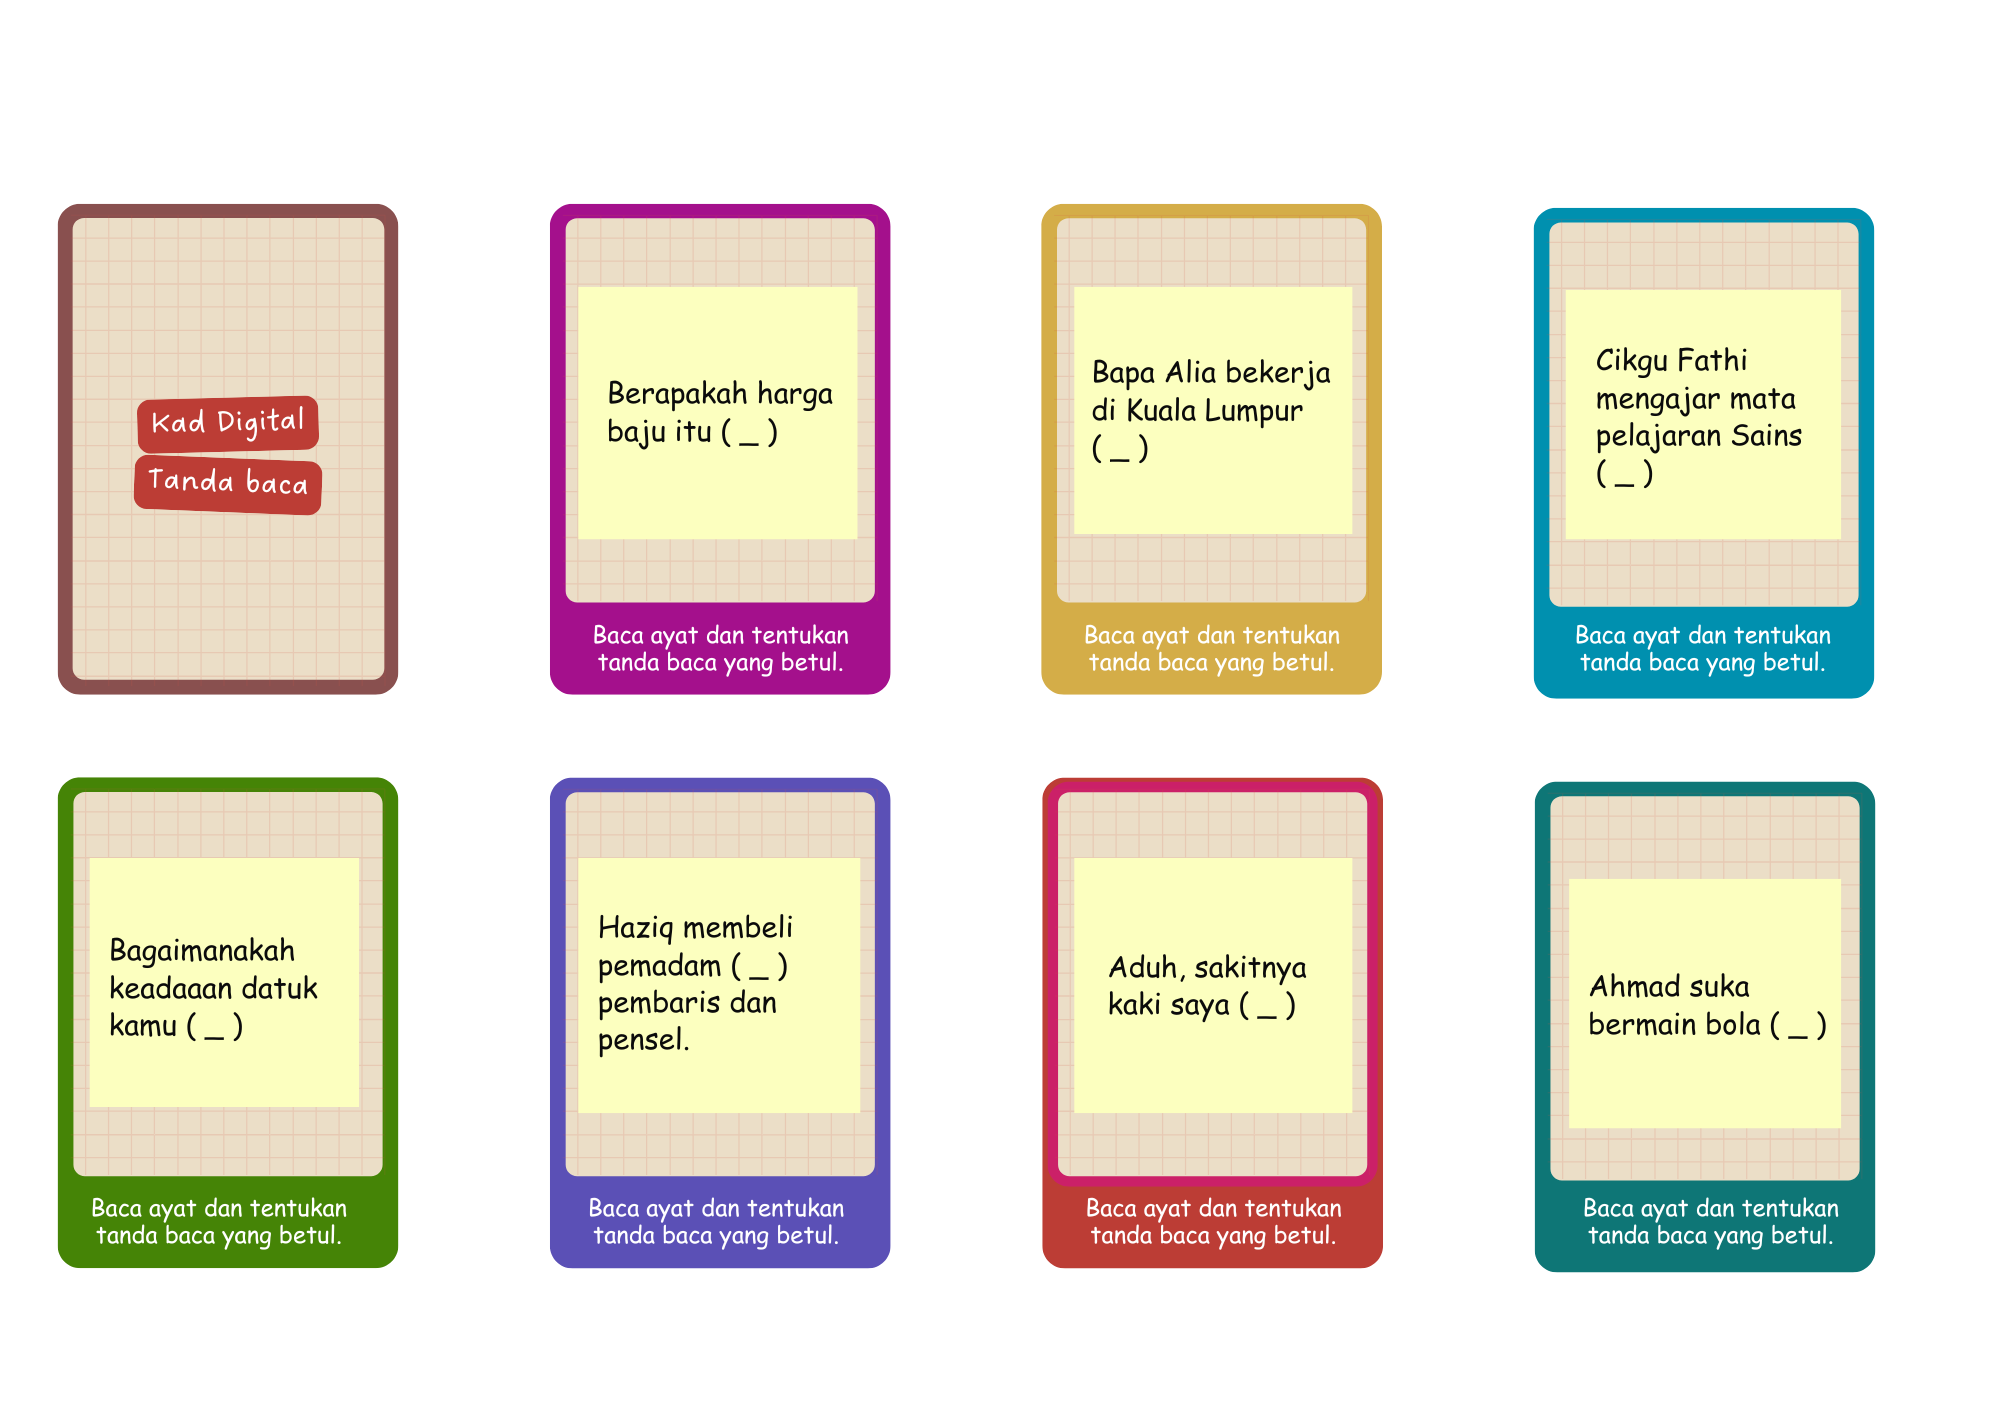 Kad Digital
Tanda baca
Berapakah harga
baju itu ( _ )
Baca ayat dan tentukan
tanda baca yang betul.
Bapa Alia bekerja
di Kuala Lumpur
( _ )
Baca ayat dan tentukan
tanda baca yang betul.
Cikgu Fathi
mengajar mata
pelajaran Sains
( _ )
Baca ayat dan tentukan
tanda baca yang betul.
Bagaimanakah
keadaaan datuk
kamu ( _ )
Baca ayat dan tentukan
tanda baca yang betul.
Haziq membeli
pemadam ( _ )
pembaris dan
pensel.
Baca ayat dan tentukan
tanda baca yang betul.
Aduh, sakitnya
kaki saya ( _ )
Baca ayat dan tentukan
tanda baca yang betul.
Ahmad suka
bermain bola ( _ )
Baca ayat dan tentukan
tanda baca yang betul.